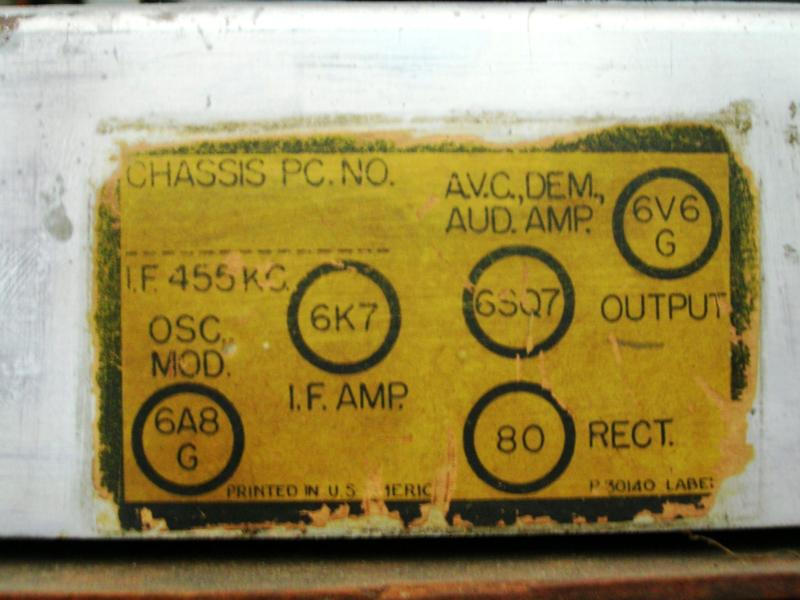 CHASSIS PC. NO.
A.V.C., DEM.,
AUD. AMP.
6V6
G
I.F. 455 KC.
6K7
6SQ7
OUTPUT
OSC.
MOD.
I.F. AMP.
6A8
G
80
RECT.
PRINTED IN U.S.
P 30140 LABEL